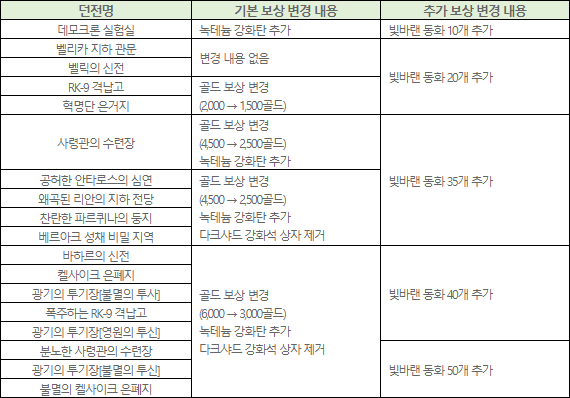 던전명 기본 보상 변경 내용 추가 보상 변경 내용
데모크론 실험실 녹테늄 강화탄 추가 빛바랜 동화 10개 추가
벨리카 지하 관문
벨릭의 신전
변경 내용 없음
RK-9 격납고
혁명단 은거지
골드 보상 변경
(2,000 → 1,500골드)
빛바랜 동화 20개 추가
사령관의 수련장
골드 보상 변경
(4,500 → 2,500골드)
녹테늄 강화탄 추가
공허한 안타로스의 심연
왜곡된 리안의 지하 전당
찬란한 파르퀴나의 둥지
베르아크 성채 비밀 지역
골드 보상 변경
(4,500 → 2,500골드)
녹테늄 강화탄 추가
다크샤드 강화석 상자 제거
빛바랜 동화 35개 추가
바하르의 신전
켈사이크 은폐지
광기의 투기장[불멸의 투사]
폭주하는 RK-9 격납고
광기의 투기장[영원의 투신]
분노한 사령관의 수련장
광기의 투기장[불멸의 투신]
불멸의 켈사이크 은폐지
골드 보상 변경
(6,000 → 3,000골드)
녹테늄 강화탄 추가
다크샤드 강화석 상자 제거
빛바랜 동화 40개 추가
빛바랜 동화 50개 추가